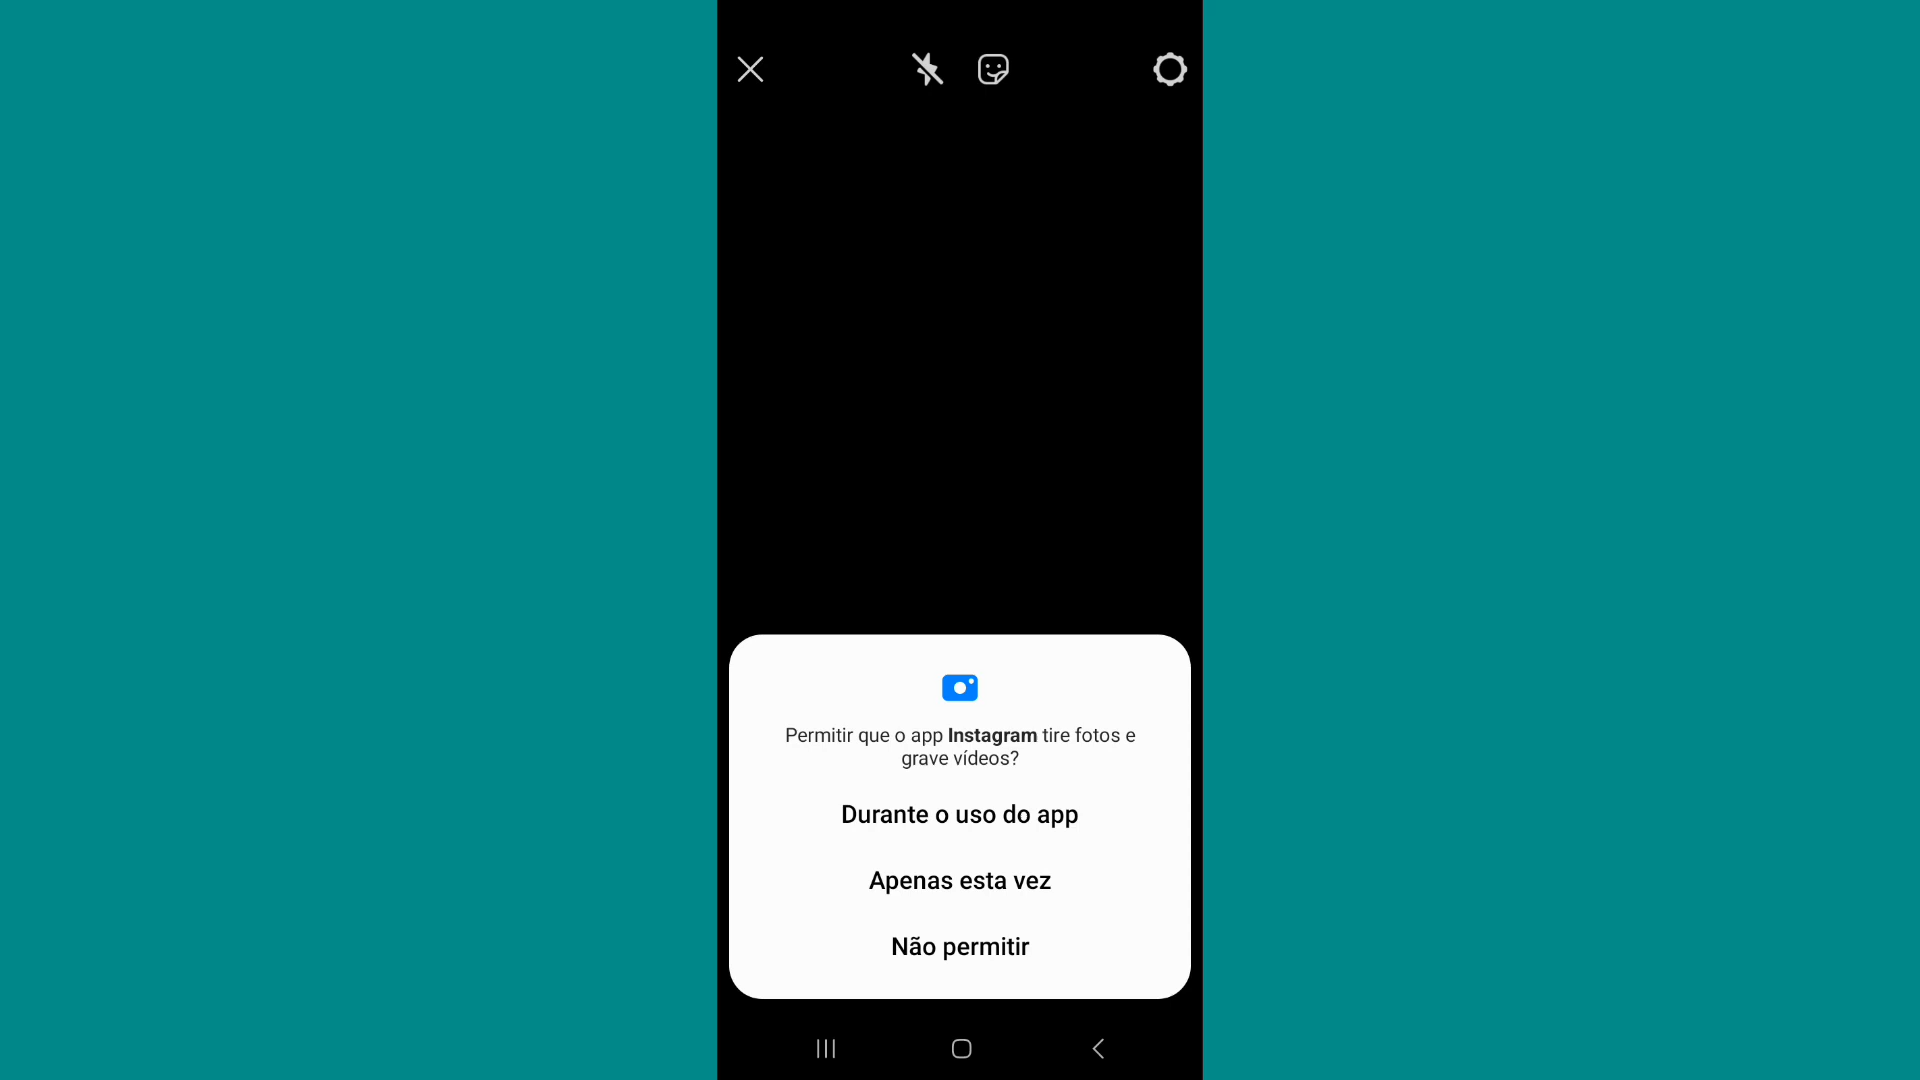 Permitir que o app Instagram tire fotos e
grave vídeos?
Durante o uso do app
Apenas esta vez
Não permitir